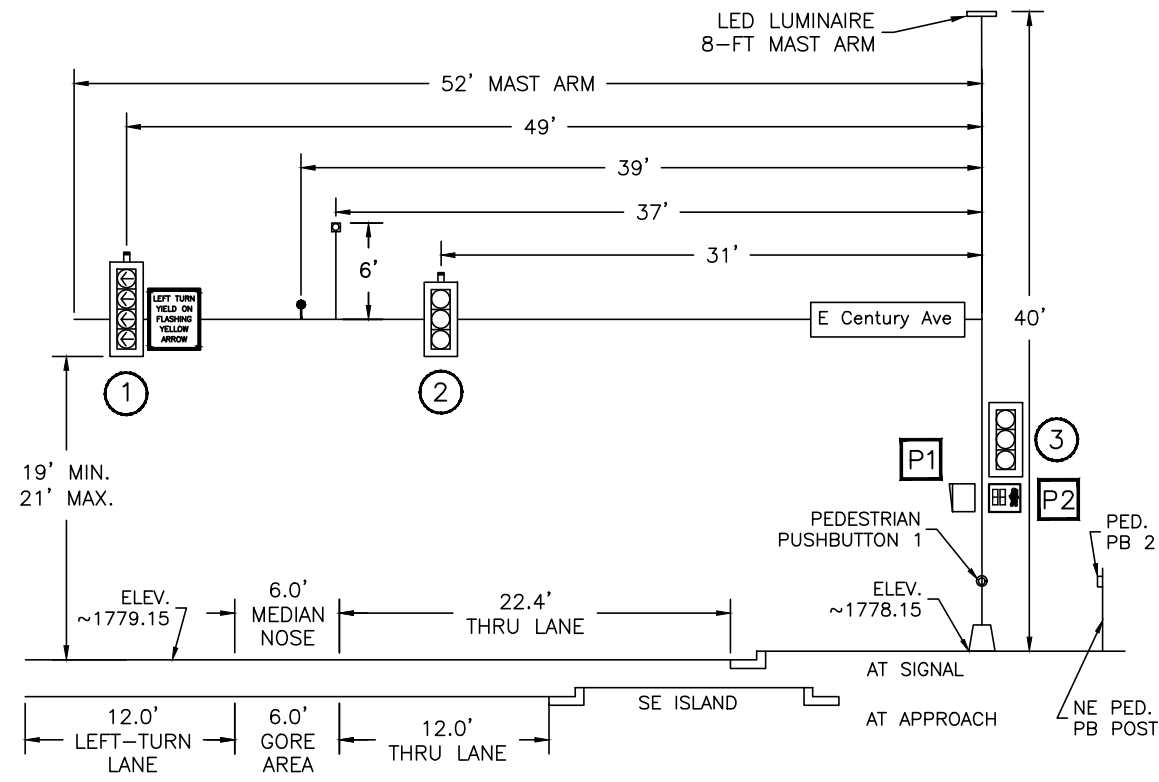 LED LUMINAIRE
8-FT MAST ARM
52' MAST ARM
49'
39'
37'
6'
31'
40'
LEFT TURN
YIELD ON
FLASHING
YELLOW
ARROW
E Century Ave
1
2
3
19' MIN.
21' MAX.
P1
P2
PEDESTRIAN
PUSHBUTTON 1
PED.
PB 2
ELEV.
~1779.15
6.0'
MEDIAN
NOSE
22.4'
THRU LANE
ELEV.
~1778.15
AT SIGNAL
SE ISLAND
AT APPROACH
NE PED.
PB POST
12.0'
LEFT-TURN
LANE
6.0'
GORE
AREA
12.0'
THRU LANE